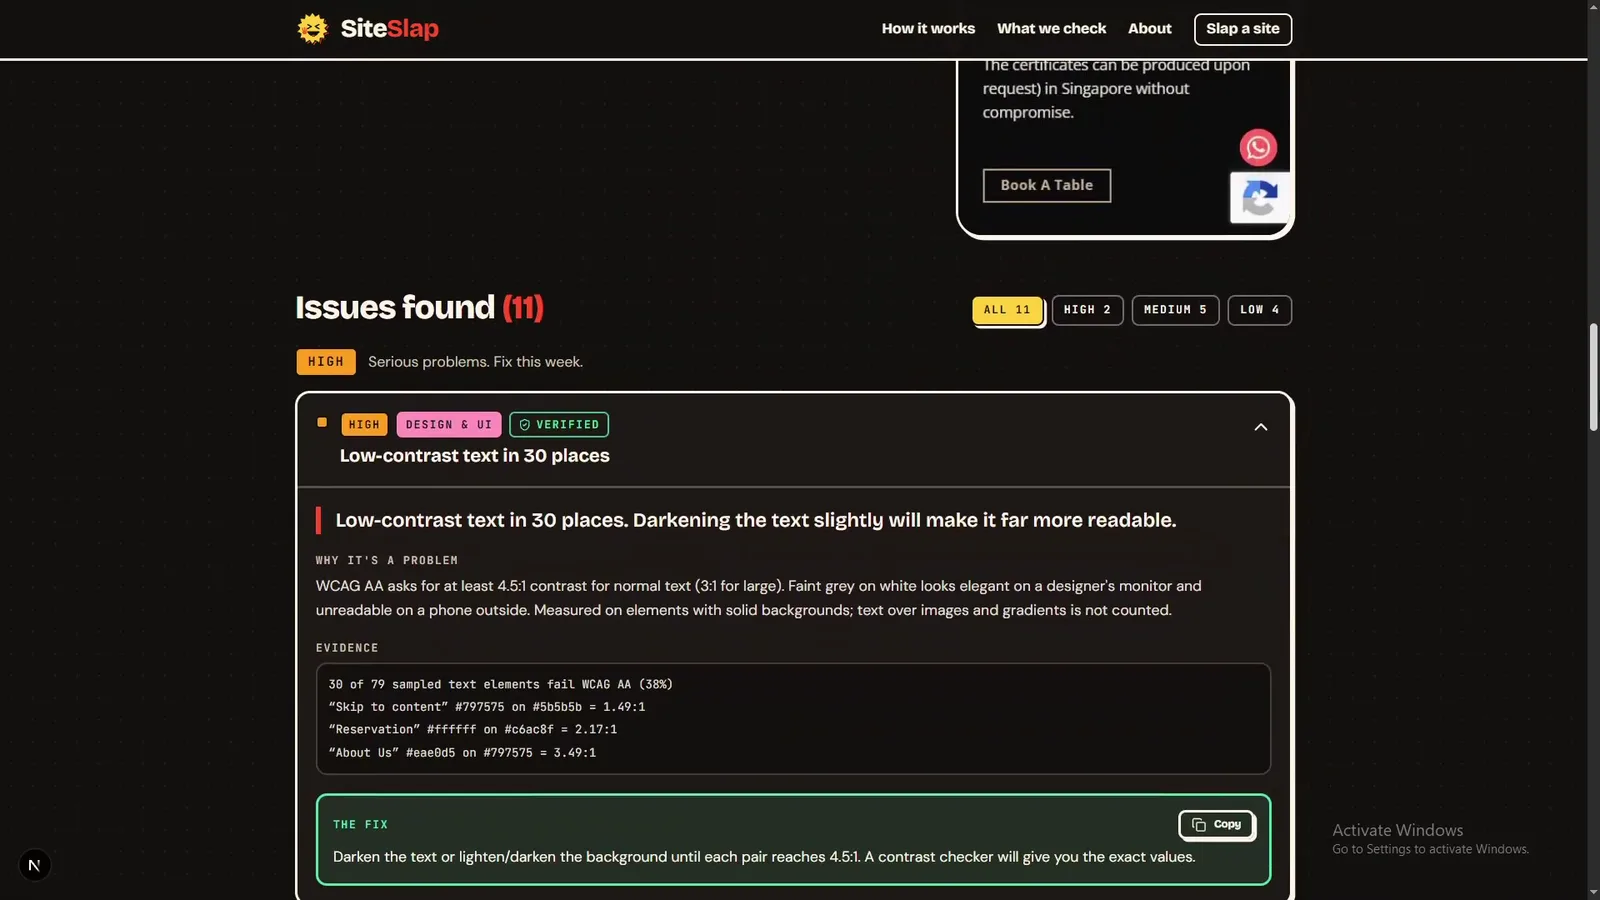 SiteSlap
How it works
What we check
About
Slap a site
The certificates can be produced upon
request) in Singapore without
compromise.
Book A Table
Issues found (11)
ALL 11
HIGH 2
MEDIUM 5
LOW 4
HIGH
Serious problems. Fix this week.
HIGH
DESIGN & UI
VERIFIED
Low-contrast text in 30 places
Low-contrast text in 30 places. Darkening the text slightly will make it far more readable.
WHY IT'S A PROBLEM
WCAG AA asks for at least 4.5:1 contrast for normal text (3:1 for large). Faint grey on white looks elegant on a designer's monitor and
unreadable on a phone outside. Measured on elements with solid backgrounds; text over images and gradients is not counted.
EVIDENCE
30 of 79 sampled text elements fail WCAG AA (38%)
“Skip to content” #797575 on #5b5b5b = 1.49:1
“Reservation” #ffffff on #c6ac8f = 2.17:1
“About Us” #eae0d5 on #797575 = 3.49:1
THE FIX
Copy
Darken the text or lighten/darken the background until each pair reaches 4.5:1. A contrast checker will give you the exact values.
Activate Windows
Go to Settings to activate Windows.
N